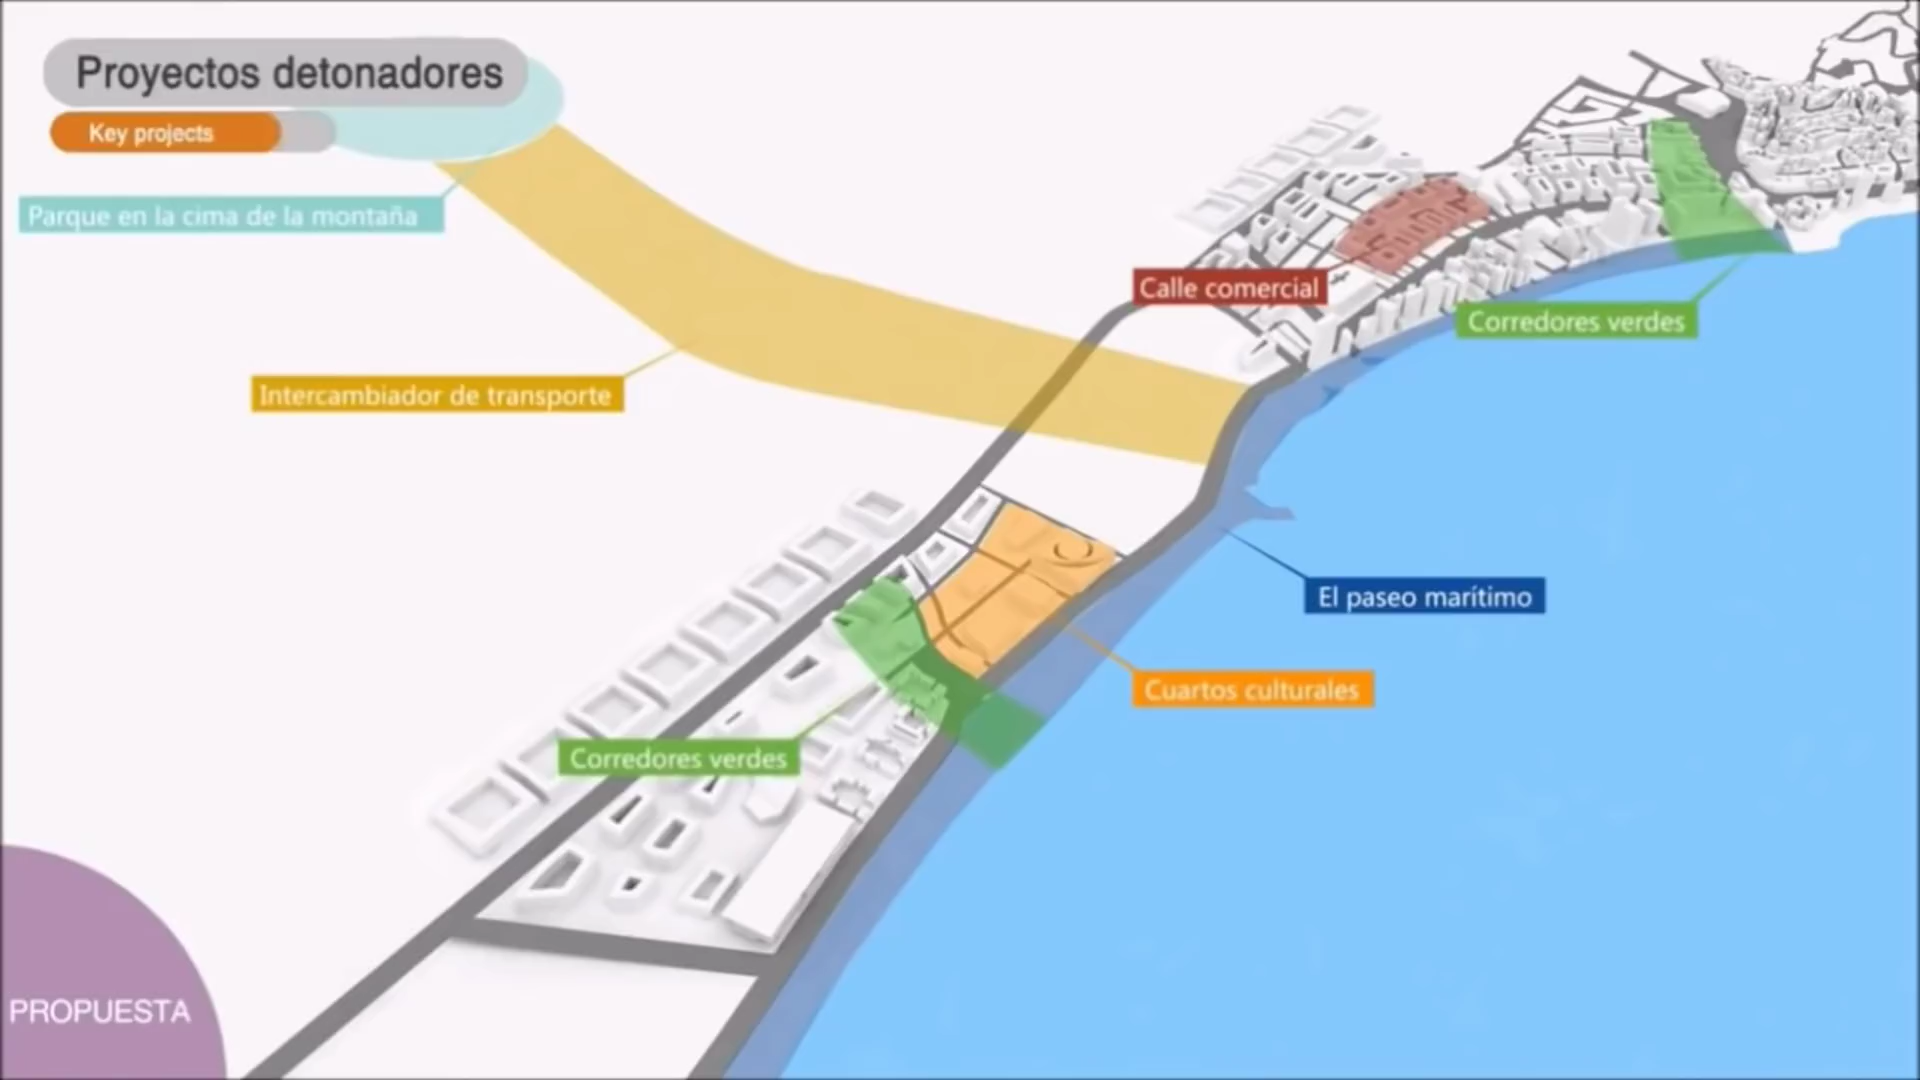 Proyectos detonadores
Key projects
Parque en la cima de la montaña
Calle comercial
Corredores verdes
Intercambiador de transporte
El paseo marítimo
Cuartos culturales
Corredores verdes
PROPUESTA